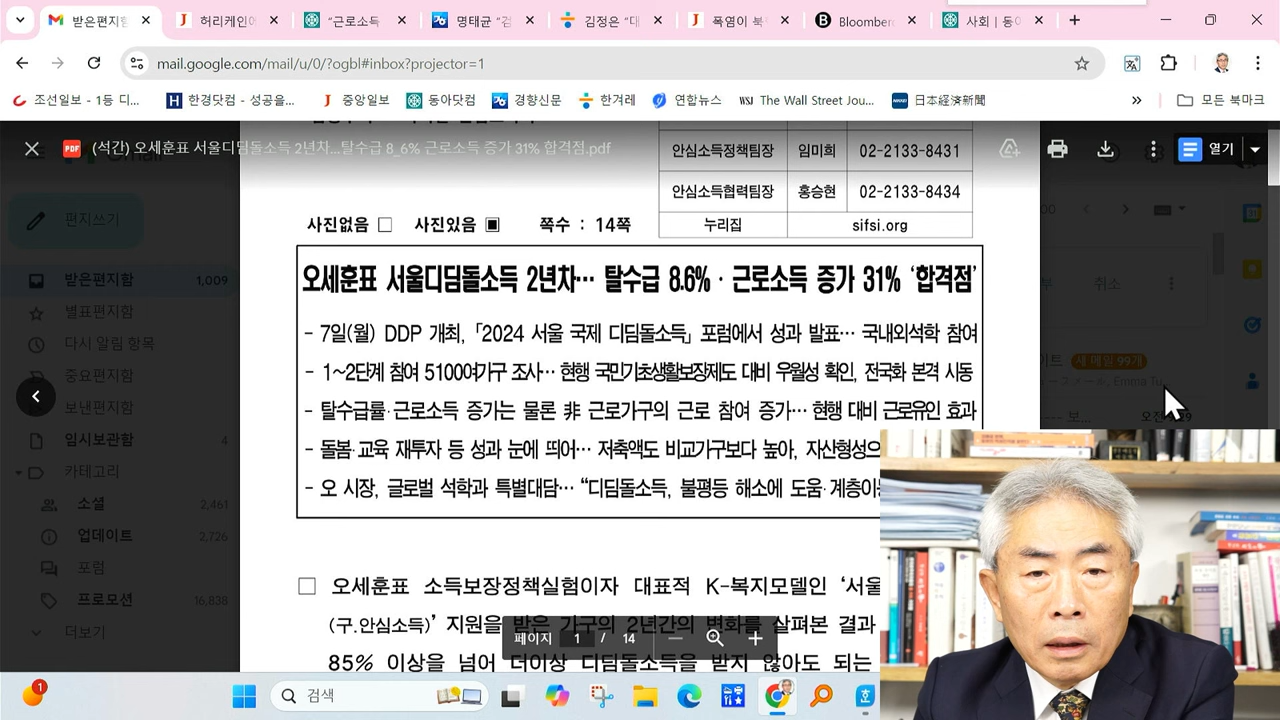 받은편지함
허리케인에
"근로소득
명태균 "검
김정은 "대
폭염이 북
Bloomberg
사회 | 동아
mail.google.com/mail/u/0/?ogbl#inbox?projector=1
조선일보 - 1등 디...
한경닷컴 - 성공을...
중앙일보
동아닷컴
경향신문
한겨레
연합뉴스
WSJ The Wall Street Jou...
日本経済新聞
모든 북마크
PDF (석간) 오세훈표 서울디딤돌소득 2년차...탈수급 8_6% 근로소득 증가 31% 합격점.pdf
열기
편지쓰기
받은편지함 1,009
별표편지함
다시 알림 항목
중요편지함
보낸편지함
임시보관함 4
카테고리
소셜 2,461
업데이트 2,726
포럼
프로모션 16,838
더보기
취소
새 메일 99개
Emma Tu
안심소득정책팀장 임미희 02-2133-8431
안심소득협력팀장 홍승현 02-2133-8434
사진없음 □ 사진있음 ▣ 쪽수 : 14쪽
누리집 sifsi.org
오세훈표 서울디딤돌소득 2년차… 탈수급 8.6%·근로소득 증가 31% '합격점'
- 7일(월) DDP 개최,「2024 서울 국제 디딤돌소득」포럼에서 성과 발표… 국내외석학 참여
- 1~2단계 참여 5100여가구 조사… 현행 국민기초생활보장제도 대비 우월성 확인, 전국화 본격 시동
- 탈수급률·근로소득 증가는 물론 非 근로가구의 근로 참여 증가… 현행 대비 근로유인 효과
- 돌봄·교육 재투자 등 성과 눈에 띄어… 저축액도 비교가구보다 높아, 자산형성으
- 오 시장, 글로벌 석학과 특별대담… "디딤돌소득, 불평등 해소에 도움·계층이동
□ 오세훈표 소득보장정책실험이자 대표적 K-복지모델인 '서울
(구.안심소득)' 지원을 받은 가구의 2년간의 변화를 살펴본 결과
85% 이상을 넘어 더이상 디딤돌소득을 받지 않아도 되는
페이지 1 / 14
1
검색